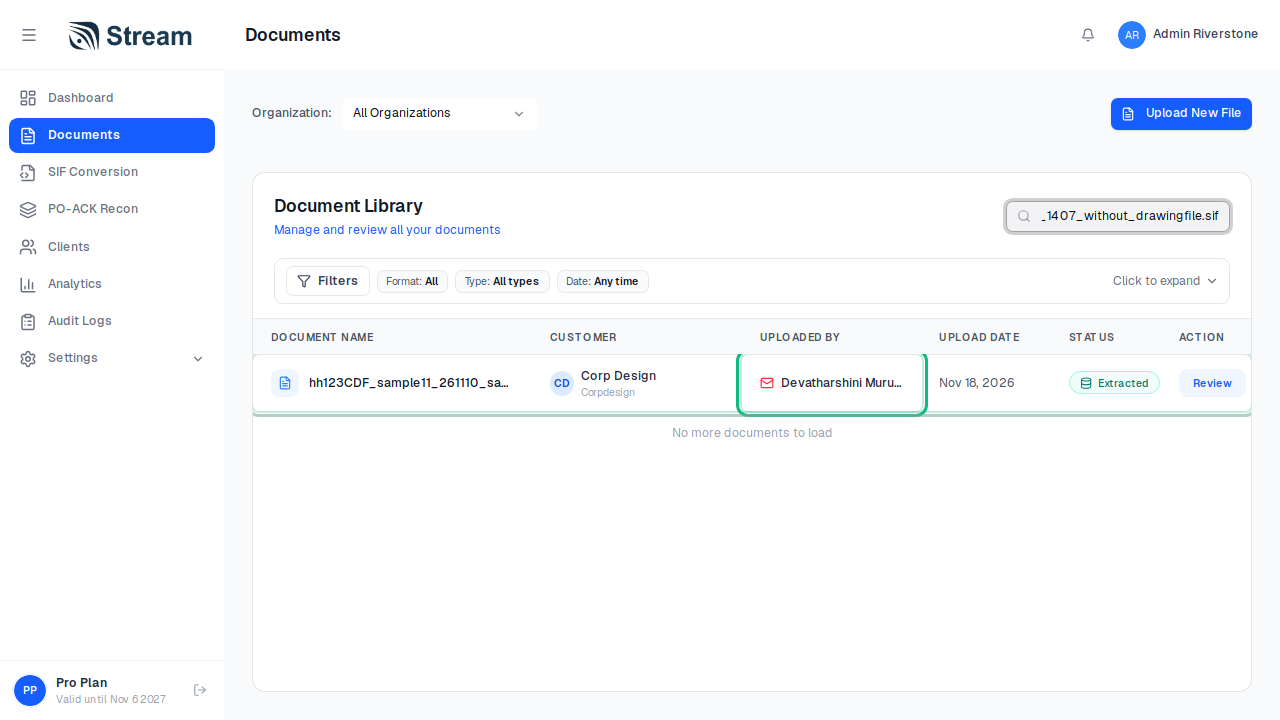 Stream
Documents
AR
Admin Riverstone
Dashboard
Documents
SIF Conversion
PO-ACK Recon
Clients
Analytics
Audit Logs
Settings
Organization:
All Organizations
Upload New File
Document Library
Manage and review all your documents
_1407_without_drawingfile.sif
Filters
Format: All
Type: All types
Date: Any time
Click to expand
DOCUMENT NAME
CUSTOMER
UPLOADED BY
UPLOAD DATE
STATUS
ACTION
hh123CDF_sample11_261110_sa...
CD
Corp Design
Corpdesign
Devatharshini Muru...
Nov 18, 2026
Extracted
Review
No more documents to load
PP
Pro Plan
Valid until Nov 6 2027